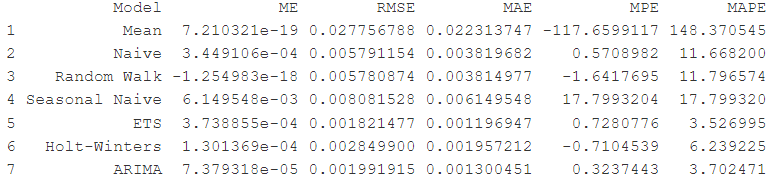 Model ME RMSE MAE MPE MAPE
1 Mean 7.210321e-19 0.027756788 0.022313747 -117.6599117 148.370545
2 Naive 3.449106e-04 0.005791154 0.003819682 0.5708982 11.668200
3 Random Walk -1.254983e-18 0.005780874 0.003814977 -1.6417695 11.796574
4 Seasonal Naive 6.149548e-03 0.008081528 0.006149548 17.7993204 17.799320
5 ETS 3.738855e-04 0.001821477 0.001196947 0.7280776 3.526995
6 Holt-Winters 1.301369e-04 0.002849900 0.001957212 -0.7104539 6.239225
7 ARIMA 7.379318e-05 0.001991915 0.001300451 0.3237443 3.702471